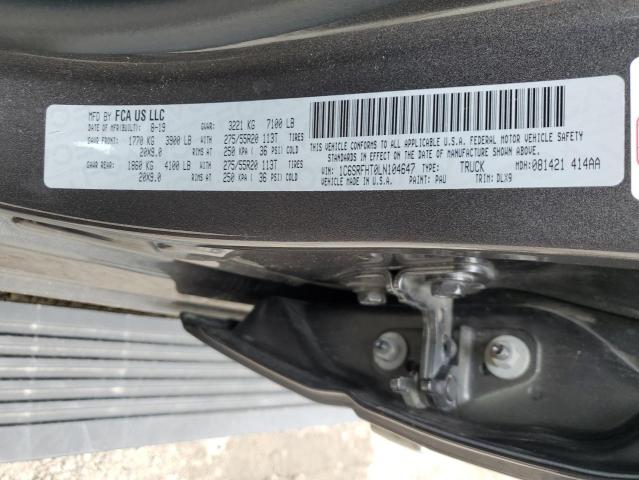 MFD BY: FCA US LLC
DATE OF MFR(BUILT): 8-19 GVWR: 3221 KG 7100 LB
GAWR FRONT: 1770 KG 3900 LB WITH 275/55R20 113T TIRES
20X9.0 RIMS AT 250 KPA ( 36 PSI) COLD
GAWR REAR: 1860 KG 4100 LB WITH 275/55R20 113T TIRES
20X9.0 RIMS AT 250 KPA ( 36 PSI) COLD
THIS VEHICLE CONFORMS TO ALL APPLICABLE U.S.A. FEDERAL MOTOR VEHICLE SAFETY
STANDARDS IN EFFECT ON THE DATE OF MANUFACTURE SHOWN ABOVE.
VIN: 1C6SRFHT0LN104647 TYPE: TRUCK MDH: 081421 414AA
VEHICLE MADE IN U.S.A. PAINT: PAU TRIM: DLX9